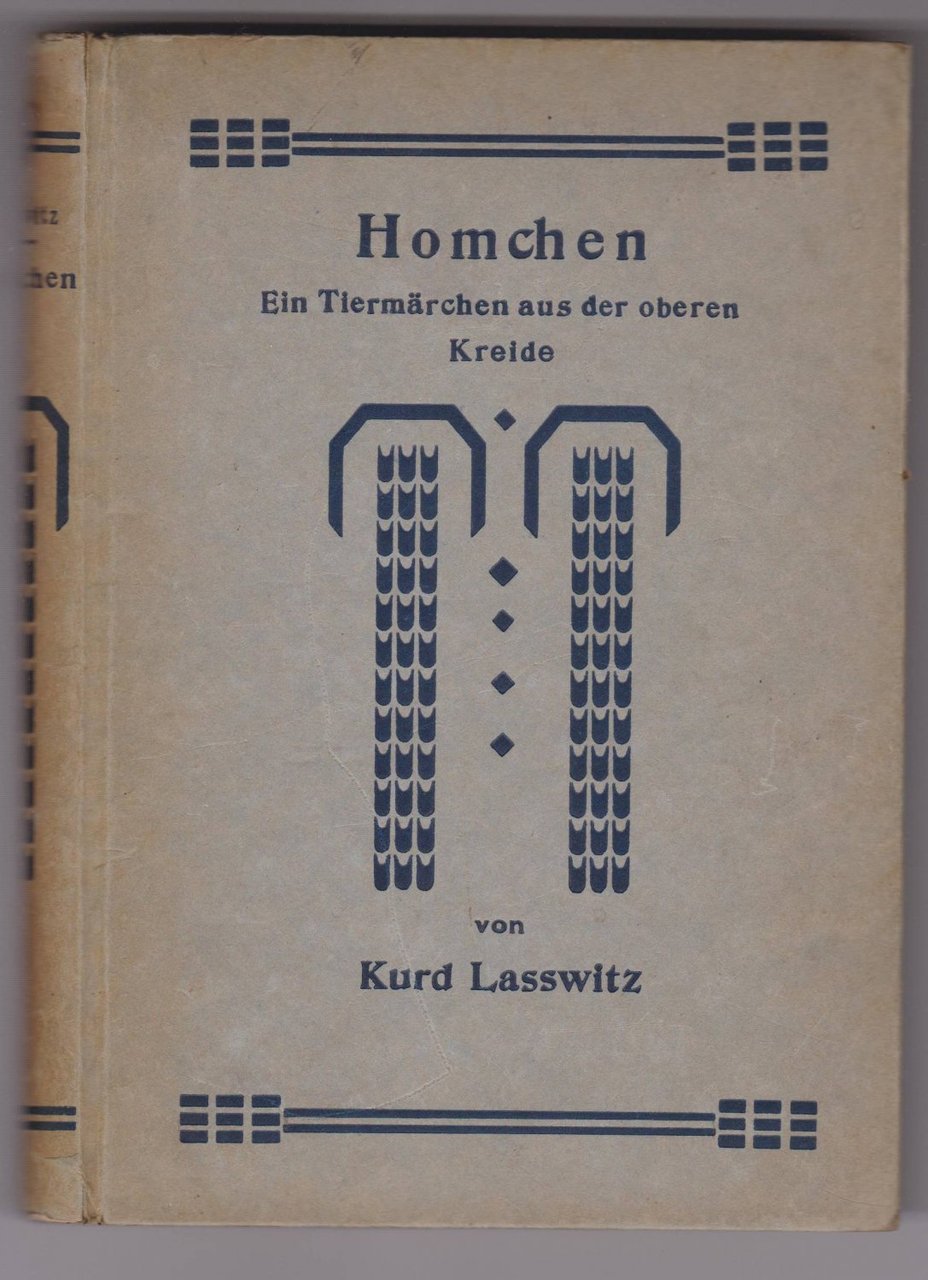 Homchen
Ein Tiermärchen aus der oberen
Kreide
von
Kurd Lasswitz